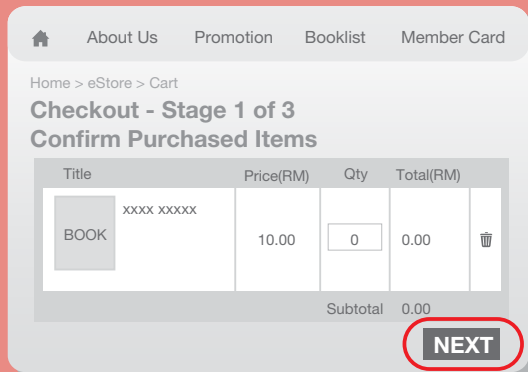 About Us Promotion Booklist Member Card
Home > eStore > Cart
Checkout - Stage 1 of 3
Confirm Purchased Items
Title Price(RM) Qty Total(RM)
BOOK xxxx xxxxx 10.00 0 0.00
Subtotal 0.00
NEXT